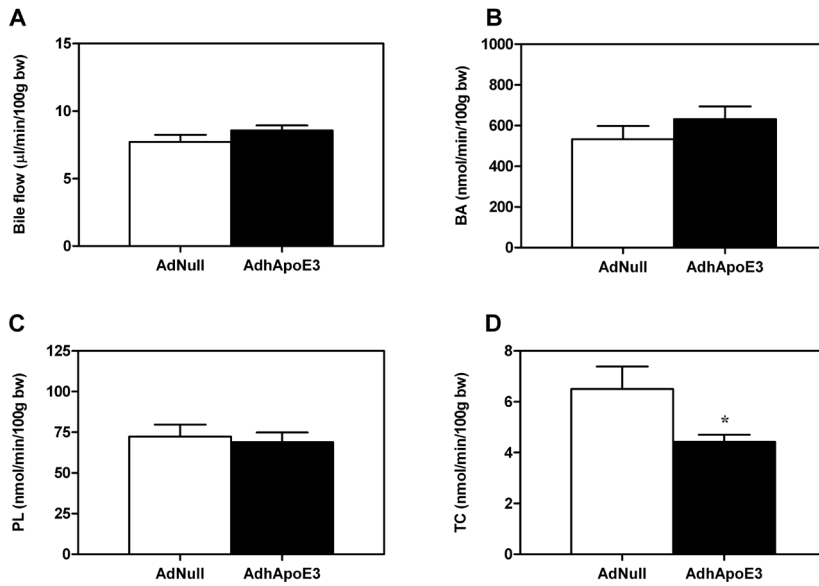 A
Bile flow (µl/min/100g bw)
15
10
5
0
AdNull AdhApoE3
B
BA (nmol/min/100g bw)
1000
800
600
400
200
0
AdNull AdhApoE3
C
PL (nmol/min/100g bw)
125
100
75
50
25
0
AdNull AdhApoE3
D
TC (nmol/min/100g bw)
8
6
4
2
0
*
AdNull AdhApoE3